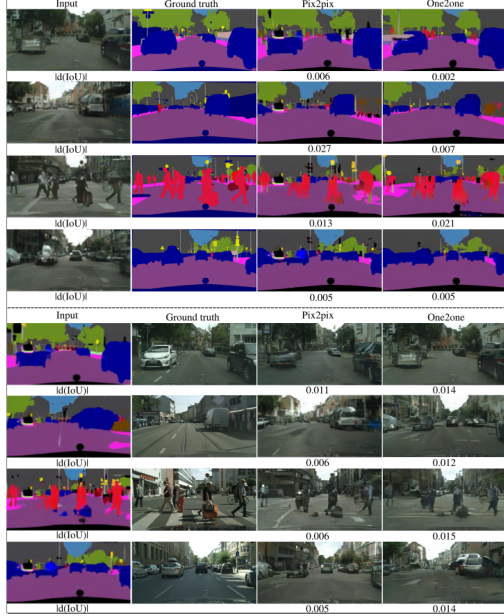 Input Ground truth Pix2pix One2one
|d(IoU)| 0.006 0.002
|d(IoU)| 0.027 0.007
|d(IoU)| 0.013 0.021
|d(IoU)| 0.005 0.005
Input Ground truth Pix2pix One2one
|d(IoU)| 0.011 0.014
|d(IoU)| 0.006 0.012
|d(IoU)| 0.006 0.015
|d(IoU)| 0.005 0.014